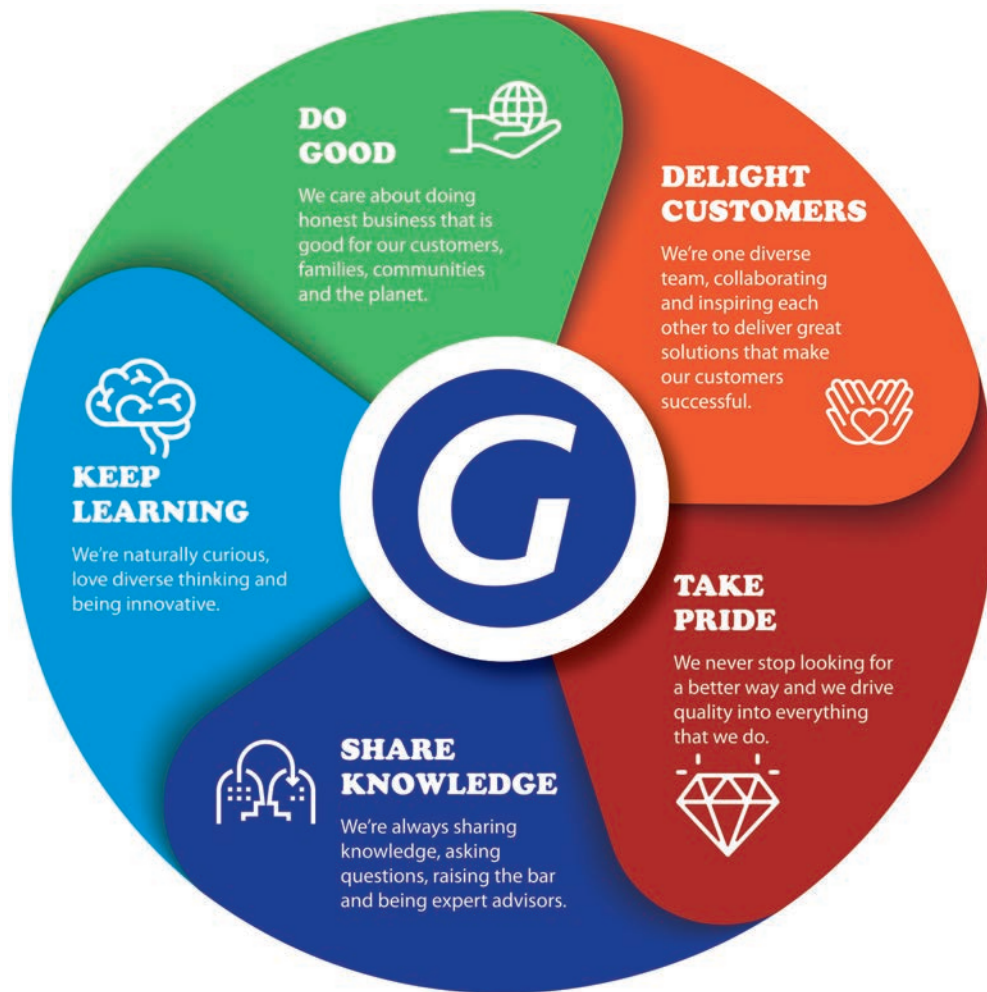 DO
GOOD
We care about doing
honest business that is
good for our customers,
families, communities
and the planet.
DELIGHT
CUSTOMERS
We're one diverse
team, collaborating
and inspiring each
other to deliver great
solutions that make
our customers
successful.
TAKE
PRIDE
We never stop looking for
a better way and we drive
quality into everything
that we do.
SHARE
KNOWLEDGE
We're always sharing
knowledge, asking
questions, raising the bar
and being expert advisors.
KEEP
LEARNING
We're naturally curious,
love diverse thinking and
being innovative.
G